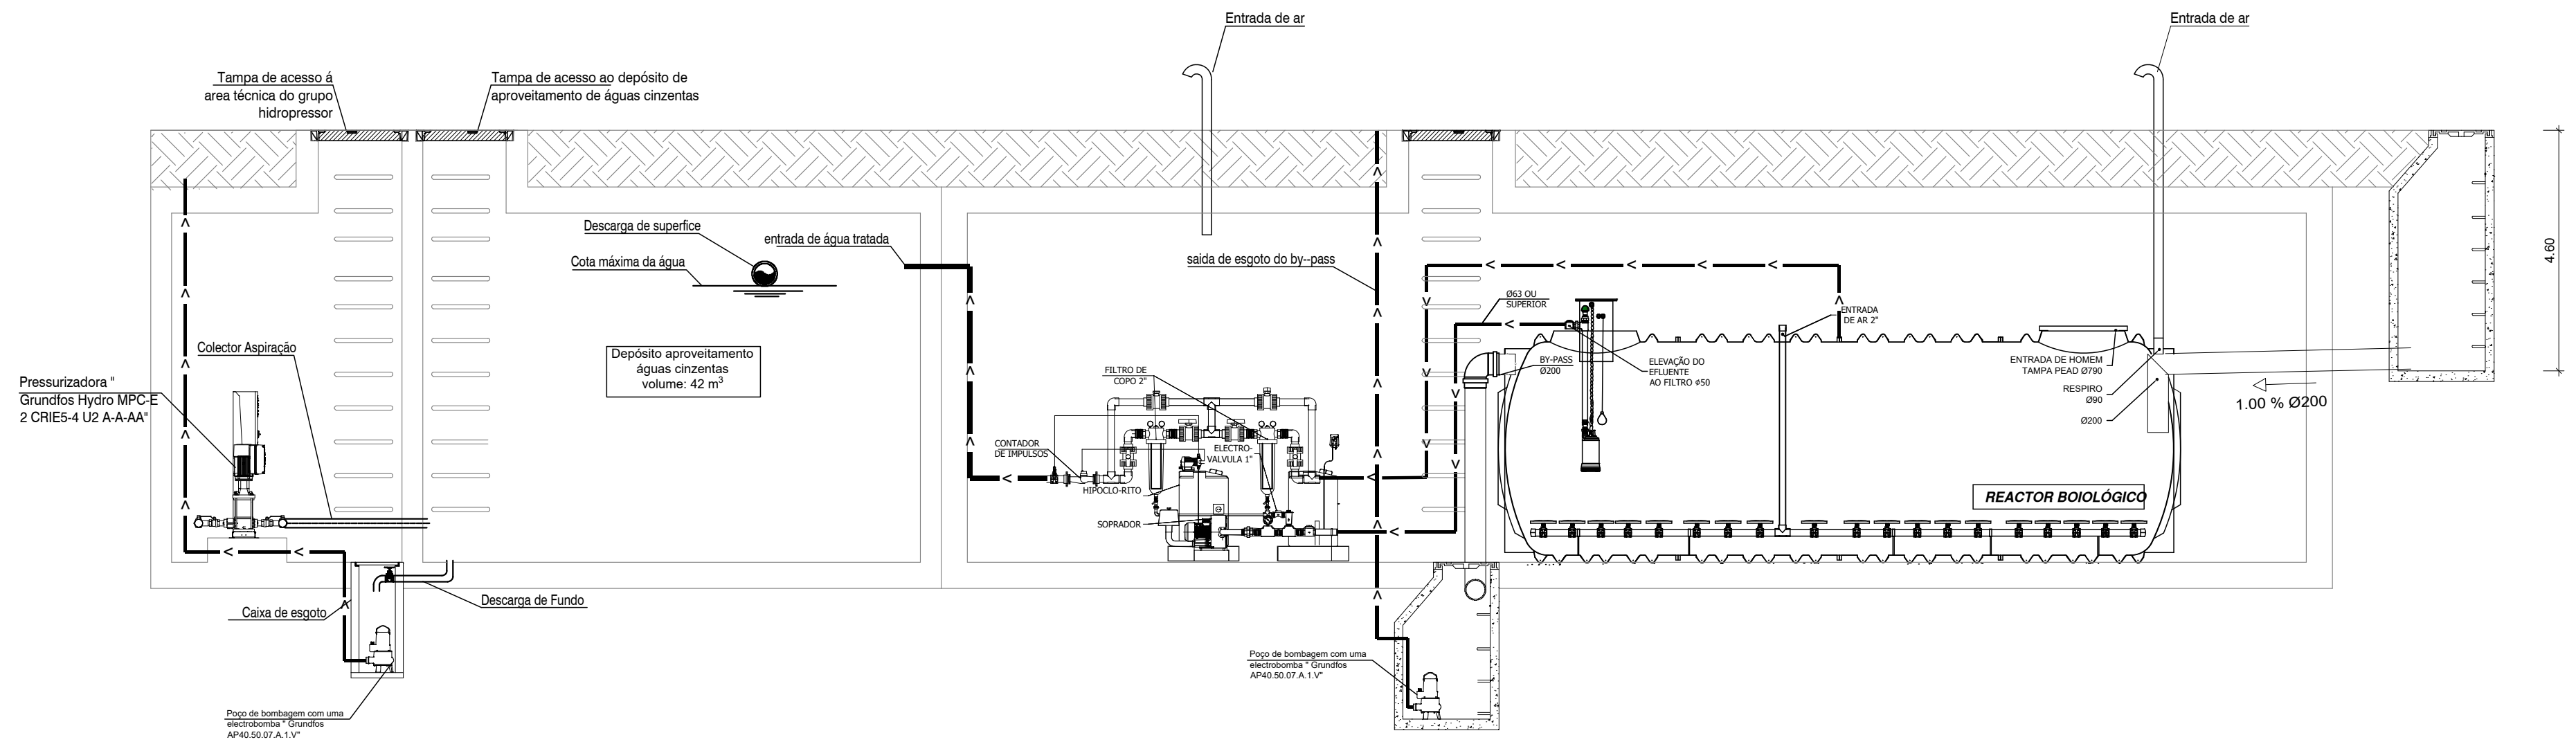 Entrada de ar
Entrada de ar
Tampa de acesso á
area técnica do grupo
hidropressor
Tampa de acesso ao depósito de
aproveitamento de águas cinzentas
Descarga de superfice
entrada de água tratada
Cota máxima da água
saida de esgoto do by--pass
4.60
Ø63 OU
SUPERIOR
ENTRADA
DE AR 2"
Colector Aspiração
Depósito aproveitamento
águas cinzentas
volume: 42 m³
Pressurizadora "
Grundfos Hydro MPC-E
2 CRIE5-4 U2 A-A-AA"
FILTRO DE
COPO 2"
BY-PASS
Ø200
ELEVAÇÃO DO
EFLUENTE
AO FILTRO ø50
ENTRADA DE HOMEM
TAMPA PEAD Ø790
RESPIRO
Ø90
Ø200
1.00 % Ø200
CONTADOR
DE IMPULSOS
ELECTRO-
VALVULA 1"
HIPOCLO-RITO
SOPRADOR
REACTOR BOIOLÓGICO
Descarga de Fundo
Caixa de esgoto
Poço de bombagem com uma
electrobomba " Grundfos
AP40.50.07.A.1.V"
Poço de bombagem com uma
electrobomba " Grundfos
AP40.50.07.A.1.V"